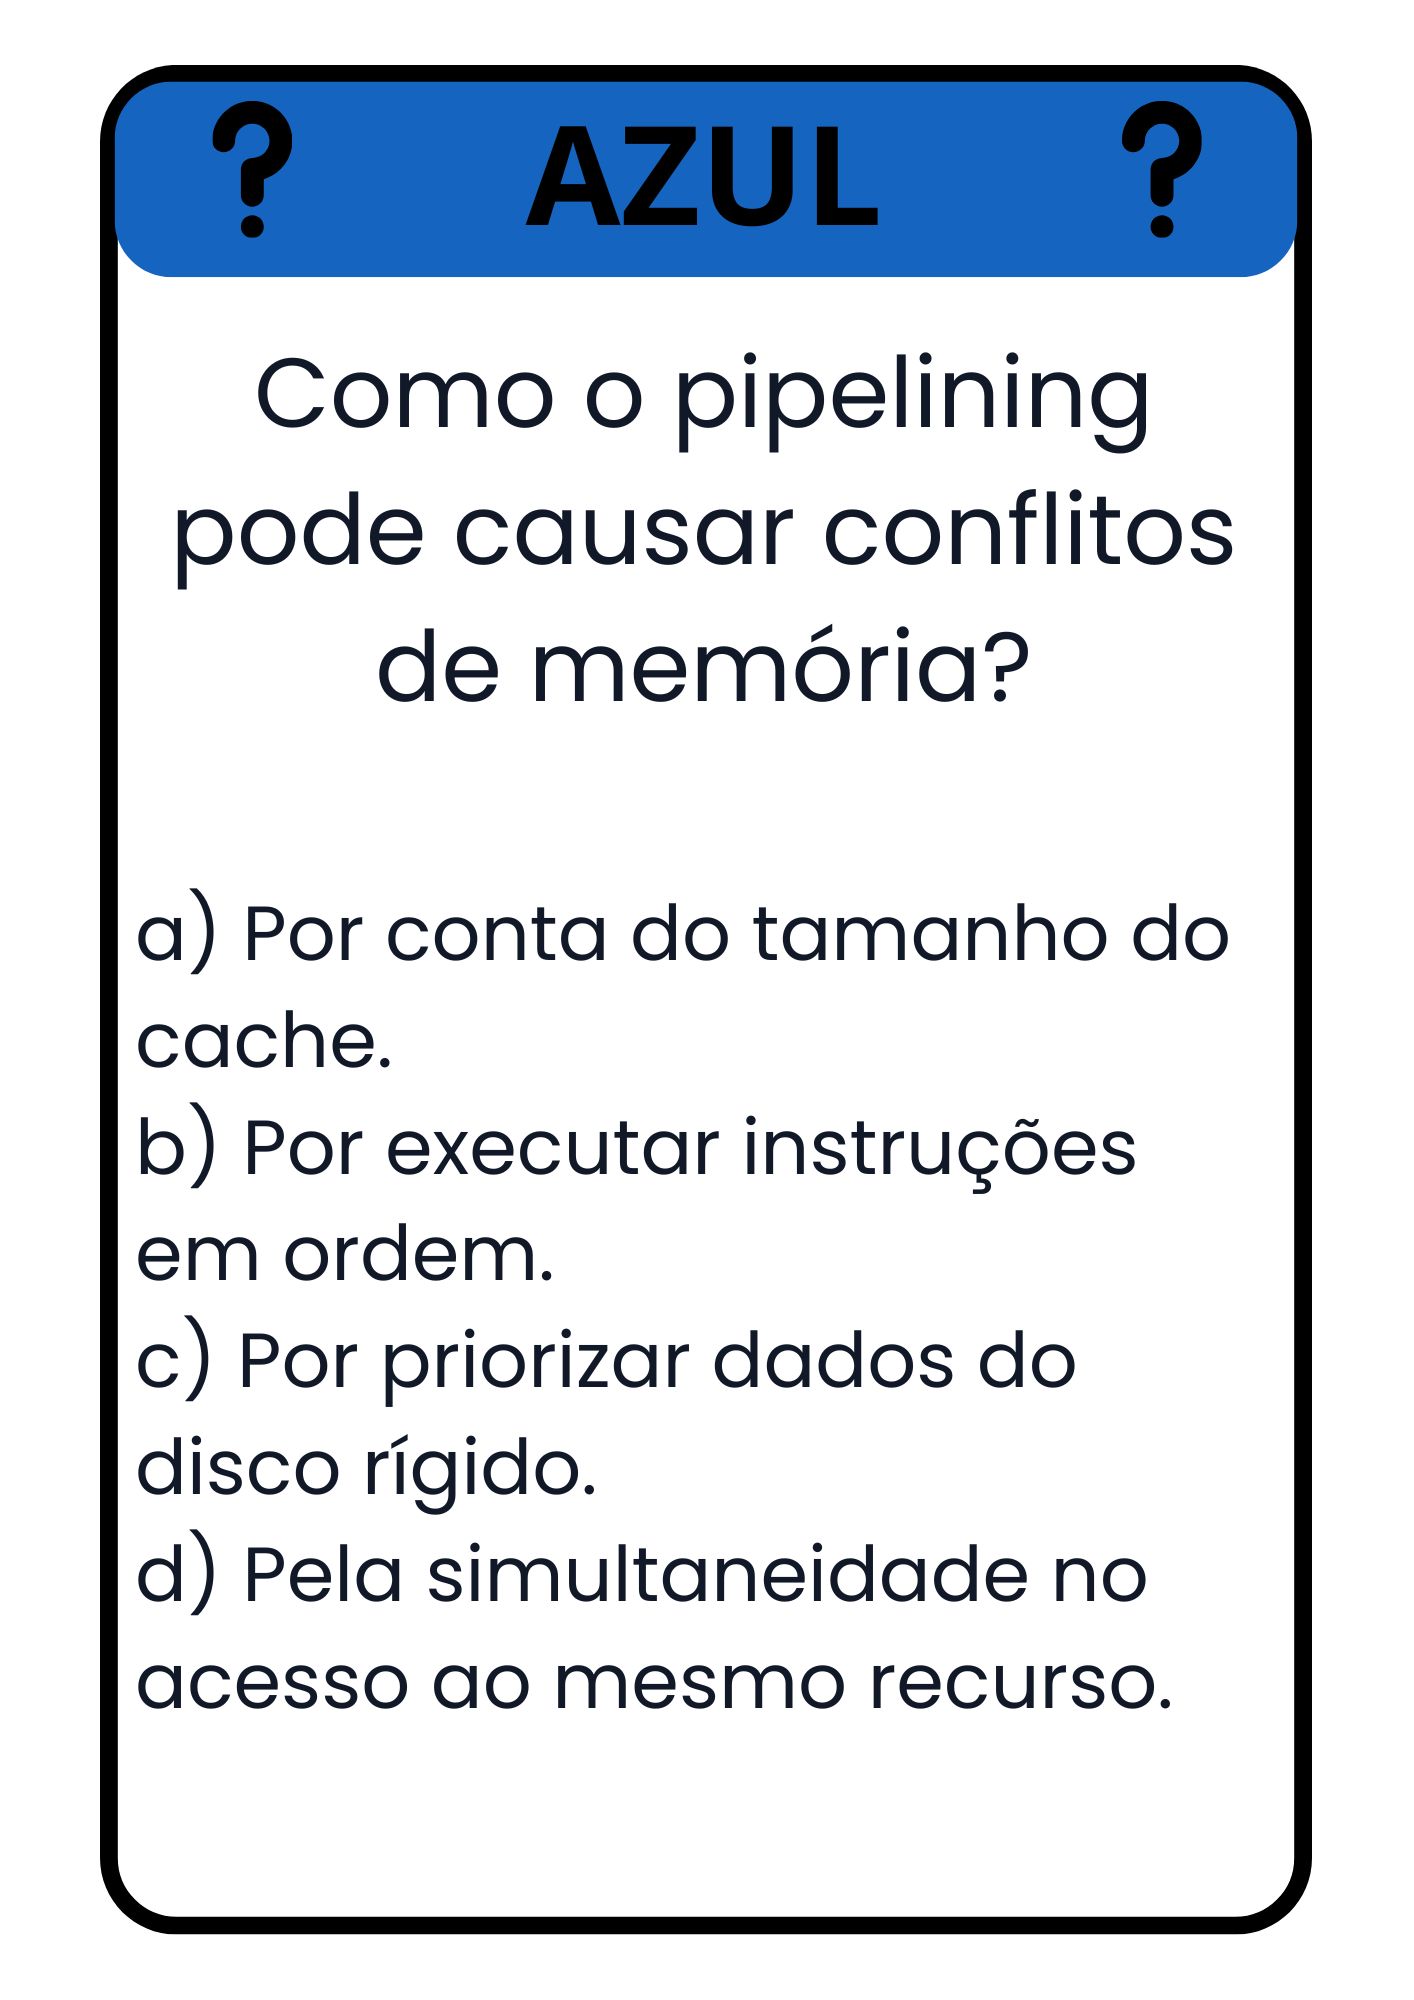 ? AZUL ?
Como o pipelining
pode causar conflitos
de memória?
a) Por conta do tamanho do
cache.
b) Por executar instruções
em ordem.
c) Por priorizar dados do
disco rígido.
d) Pela simultaneidade no
acesso ao mesmo recurso.